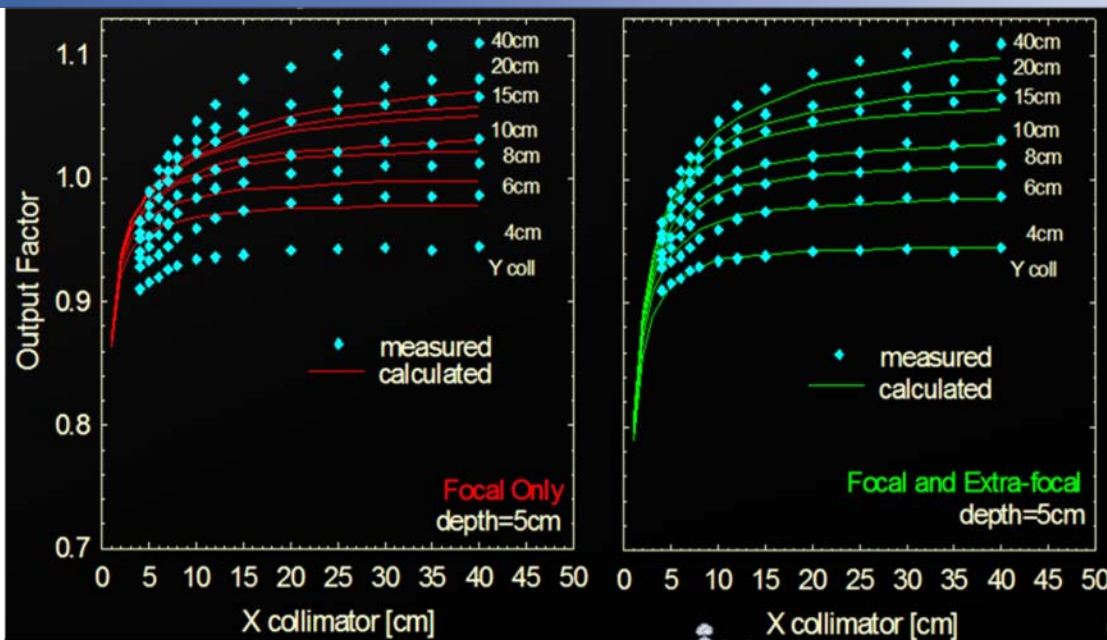 Output Factor
1.1
1.0
0.9
0.8
0.7
40cm
20cm
15cm
10cm
8cm
6cm
4cm
Y coll
measured
calculated
Focal Only
depth=5cm
0 5 10 15 20 25 30 35 40 45 50
X collimator [cm]
40cm
20cm
15cm
10cm
8cm
6cm
4cm
Y coll
measured
calculated
Focal and Extra-focal
depth=5cm
0 5 10 15 20 25 30 35 40 45 50
X collimator [cm]